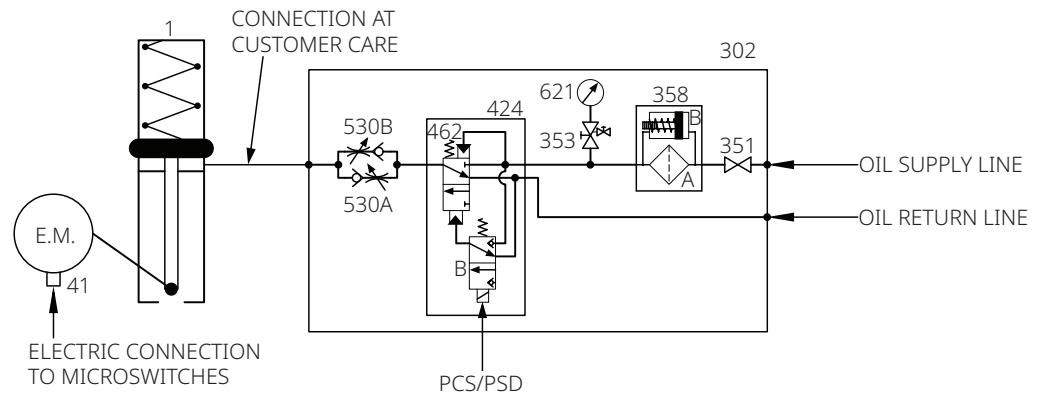 1
CONNECTION AT
CUSTOMER CARE
302
621
358
424
B
530B
462
353
351
OIL SUPPLY LINE
A
530A
OIL RETURN LINE
E.M.
B
41
ELECTRIC CONNECTION
TO MICROSWITCHES
PCS/PSD